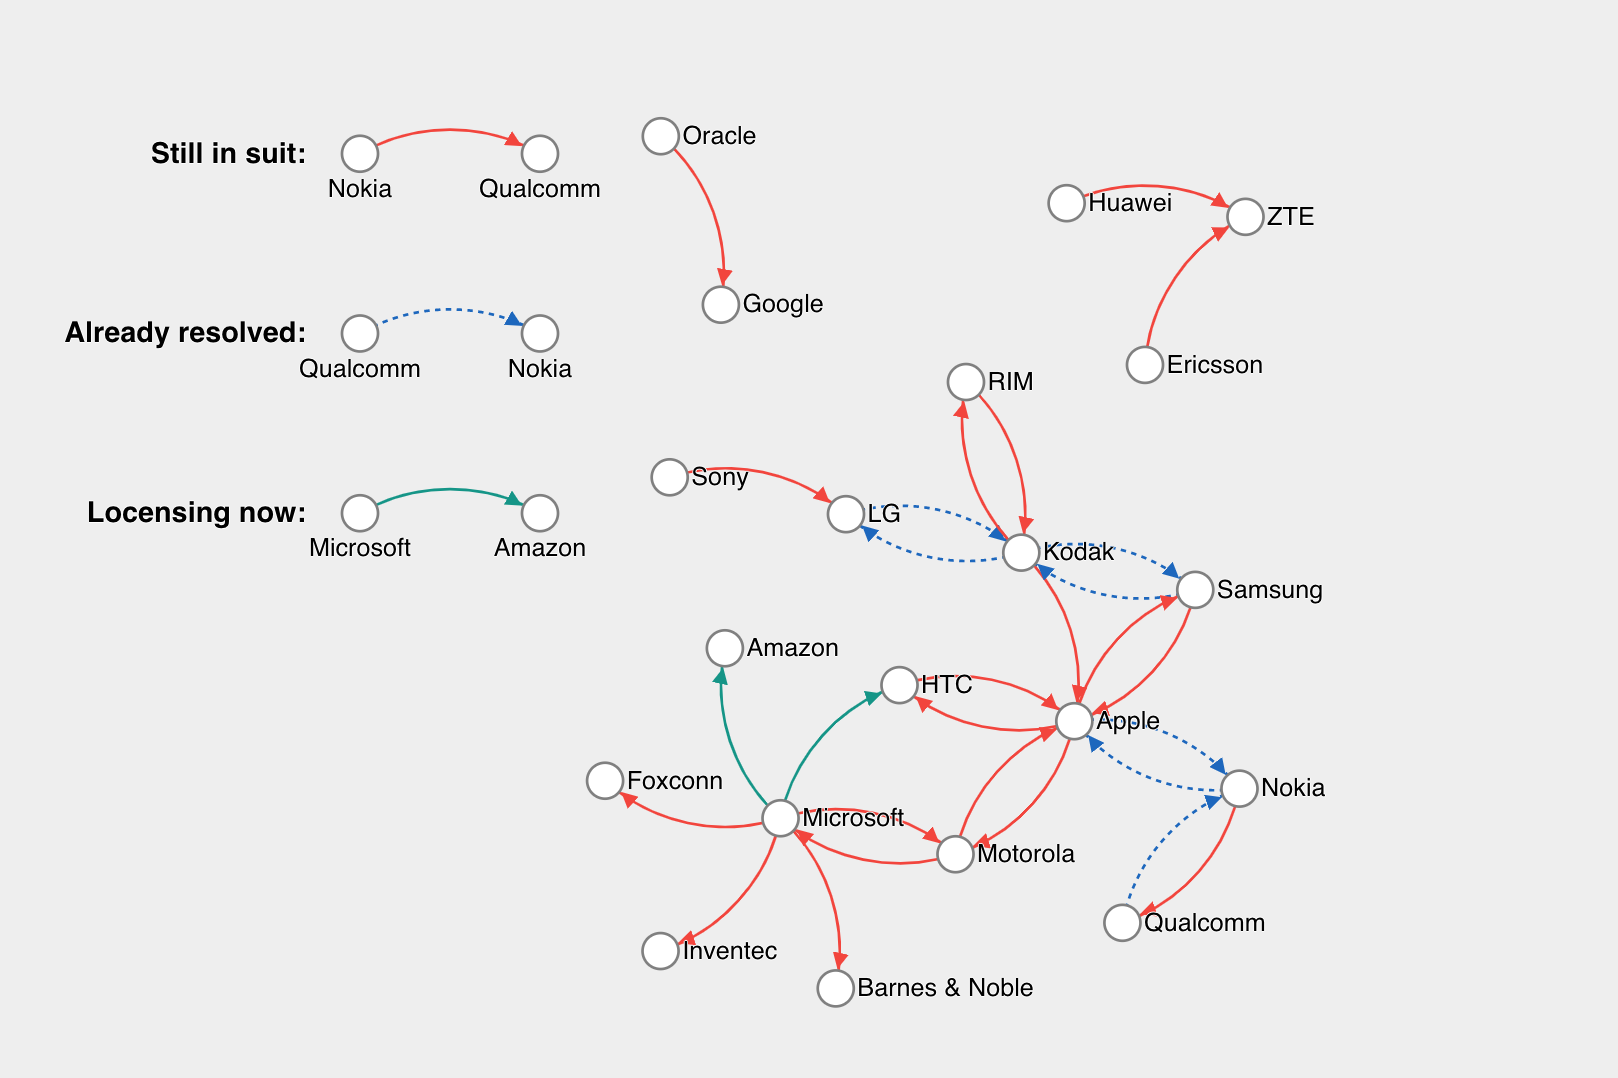 Still in suit:
Nokia
Qualcomm
Already resolved:
Qualcomm
Nokia
Locensing now:
Microsoft
Amazon
Oracle
Google
Huawei
ZTE
Ericsson
RIM
Sony
LG
Kodak
Samsung
Amazon
HTC
Apple
Foxconn
Nokia
Microsoft
Motorola
Qualcomm
Inventec
Barnes & Noble